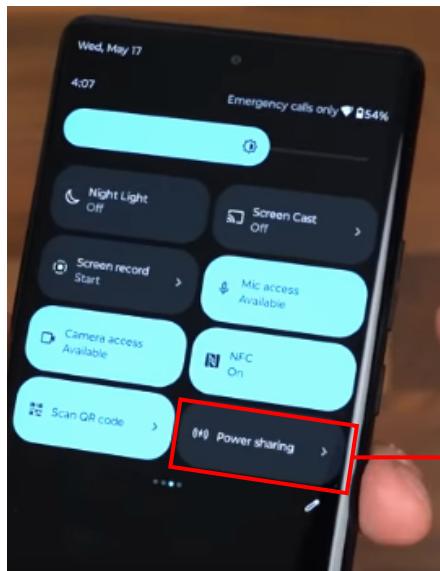 Wed, May 17
4:07
Emergency calls only 54%
Night Light
Off
Screen Cast
Off
Screen record
Start
Mic access
Available
Camera access
Available
NFC
On
Scan QR code
Power sharing